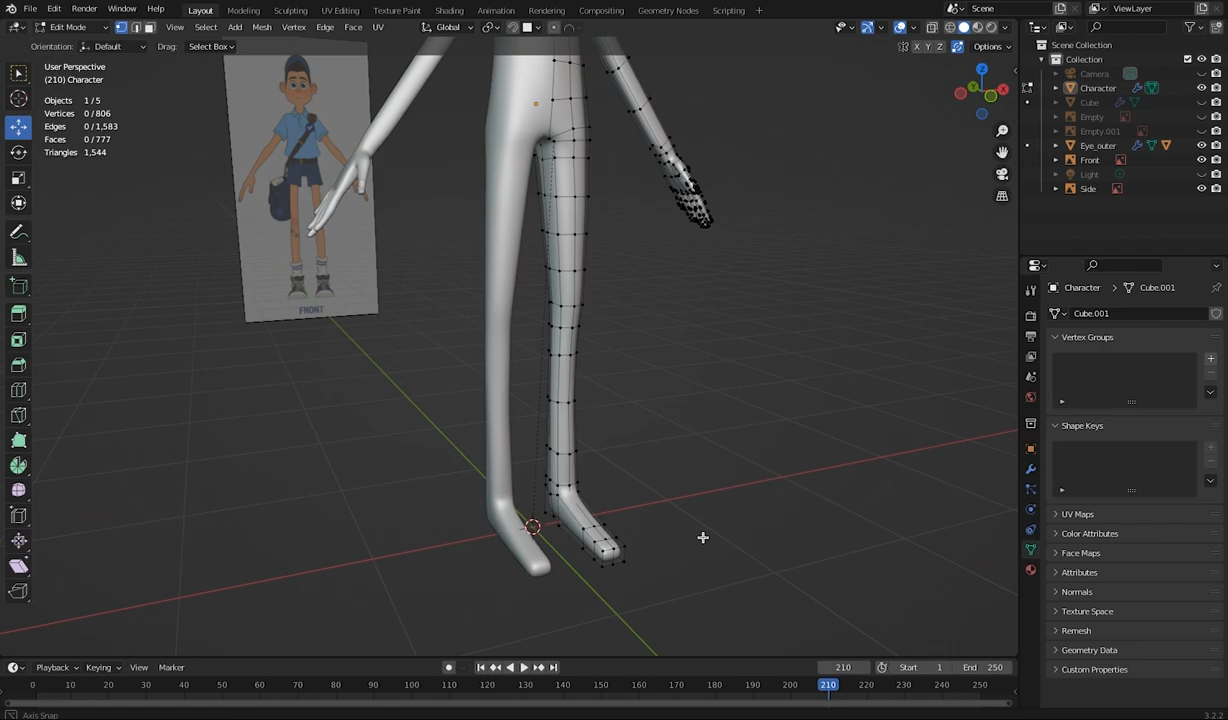 File Edit Render Window Help Layout Modeling Sculpting UV Editing Texture Paint Shading Animation Rendering Compositing Geometry Nodes Scripting + Scene ViewLayer
Edit Mode View Select Add Mesh Vertex Edge Face UV Global
Orientation: Default Drag: Select Box X Y Z Options
User Perspective
(210) Character
Objects 1/5
Vertices 0/806
Edges 0/1,583
Faces 0/777
Triangles 1,544
FRONT
Z
Y
X
Scene Collection
Collection
Camera
Character
Cube
Empty
Empty.001
Eye_outer
Front
Light
Side
Character > Cube.001
Cube.001
Vertex Groups
Shape Keys
UV Maps
Color Attributes
Face Maps
Attributes
Normals
Texture Space
Remesh
Geometry Data
Custom Properties
Playback Keying View Marker 210 Start 1 End 250
0 10 20 30 40 50 60 70 80 90 100 110 120 130 140 150 160 170 180 190 200 210 220 230 240 250
Axis Snap 3.2.2